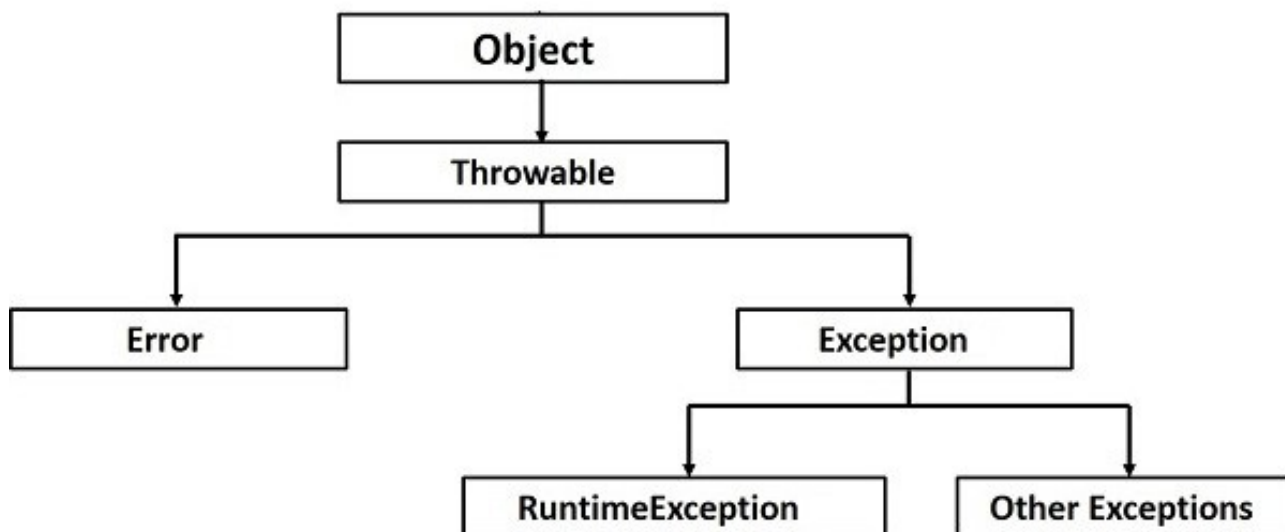 Object
Throwable
Error
Exception
RuntimeException
Other Exceptions